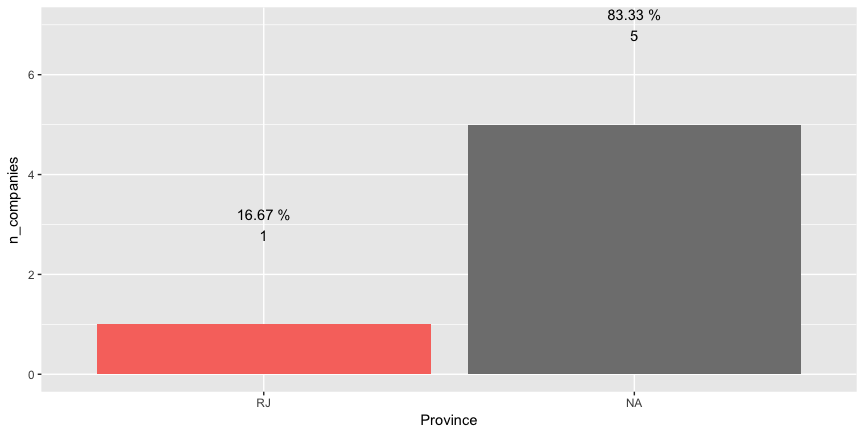 83.33 %
5
16.67 %
1
n_companies
6
4
2
0
RJ
NA
Province